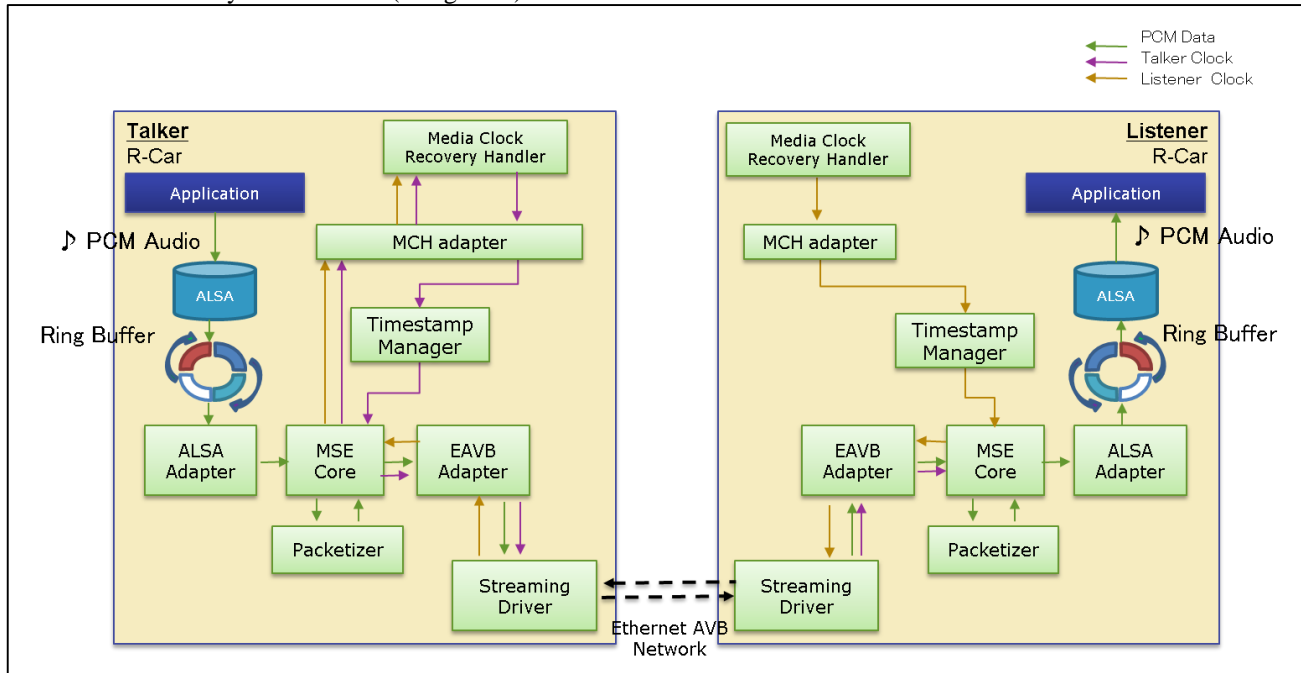 PCM Data
Talker Clock
Listener Clock
Talker
R-Car
Application
♪ PCM Audio
ALSA
Ring Buffer
ALSA
Adapter
MSE
Core
Packetizer
EAVB
Adapter
Streaming
Driver
Media Clock
Recovery Handler
MCH adapter
Timestamp
Manager
Ethernet AVB
Network
Listener
R-Car
Media Clock
Recovery Handler
MCH adapter
Timestamp
Manager
Application
♪ PCM Audio
ALSA
Ring Buffer
EAVB
Adapter
MSE
Core
ALSA
Adapter
Packetizer
Streaming
Driver